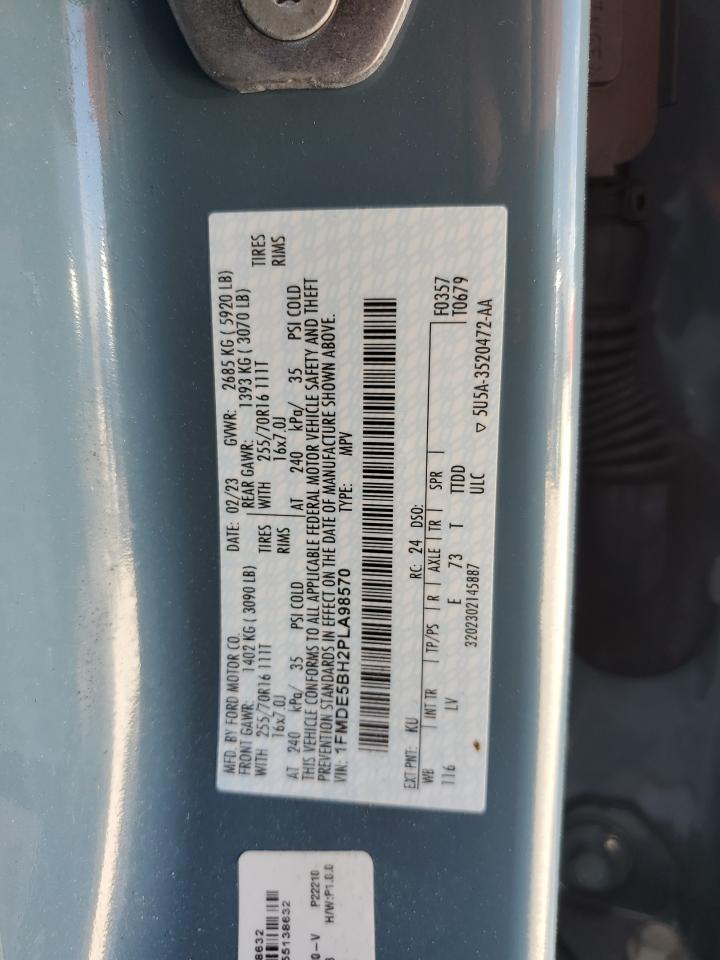 MFD. BY FORD MOTOR CO. DATE: 02/23 GVWR: 2685 KG ( 5920 LB)
FRONT GAWR: 1402 KG ( 3090 LB) REAR GAWR: 1393 KG ( 3070 LB)
WITH 255/70R16 111T TIRES WITH 255/70R16 111T TIRES
16x7.0J RIMS 16x7.0J RIMS
AT 240 kPa/ 35 PSI COLD AT 240 kPa/ 35 PSI COLD
THIS VEHICLE CONFORMS TO ALL APPLICABLE FEDERAL MOTOR VEHICLE SAFETY AND THEFT
PREVENTION STANDARDS IN EFFECT ON THE DATE OF MANUFACTURE SHOWN ABOVE.
VIN: 1FMDE5BH2PLA98570 TYPE: MPV
EXT PNT: KU RC: 24 DSO: F0357
WB INT TR TP/PS R AXLE TR SPR T0679
116 LV E 73 T TTDD
3202302145887 ULC ▽ 5U5A-3520472-AA
55138632
P22210
H/W:P1.0.0